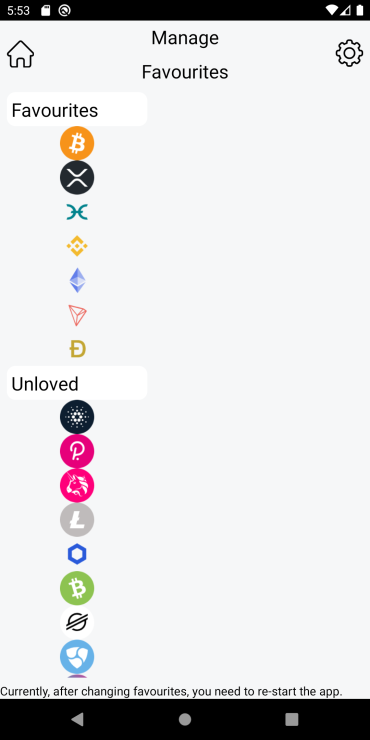 5:53
Manage
Favourites
Favourites
Unloved
Currently, after changing favourites, you need to re-start the app.